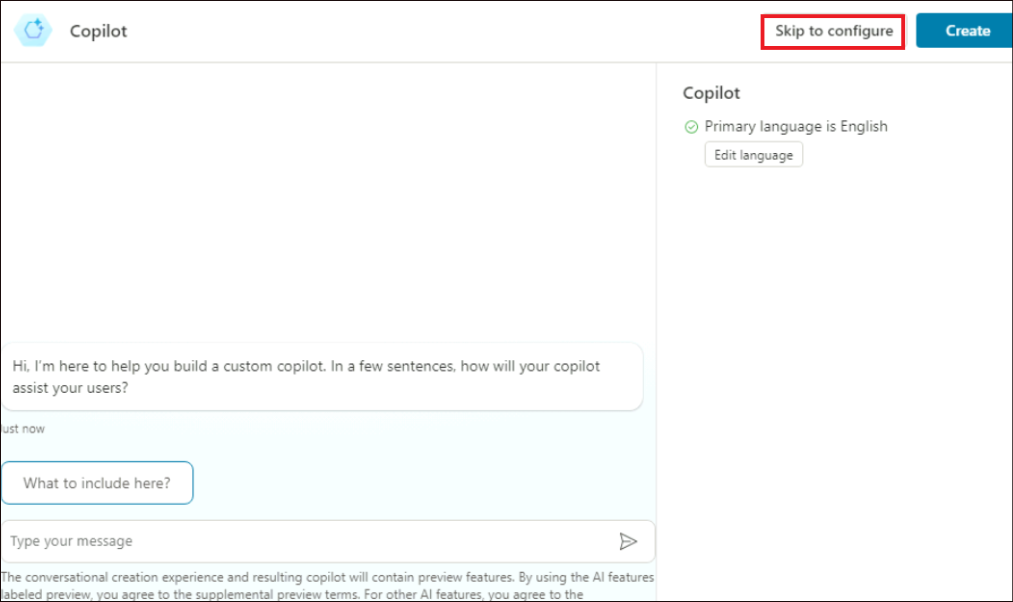 Copilot
Skip to configure
Create
Copilot
Primary language is English
Edit language
Hi, I'm here to help you build a custom copilot. In a few sentences, how will your copilot
assist your users?
Just now
What to include here?
Type your message
The conversational creation experience and resulting copilot will contain preview features. By using the AI features
labeled preview, you agree to the supplemental preview terms. For other AI features, you agree to the